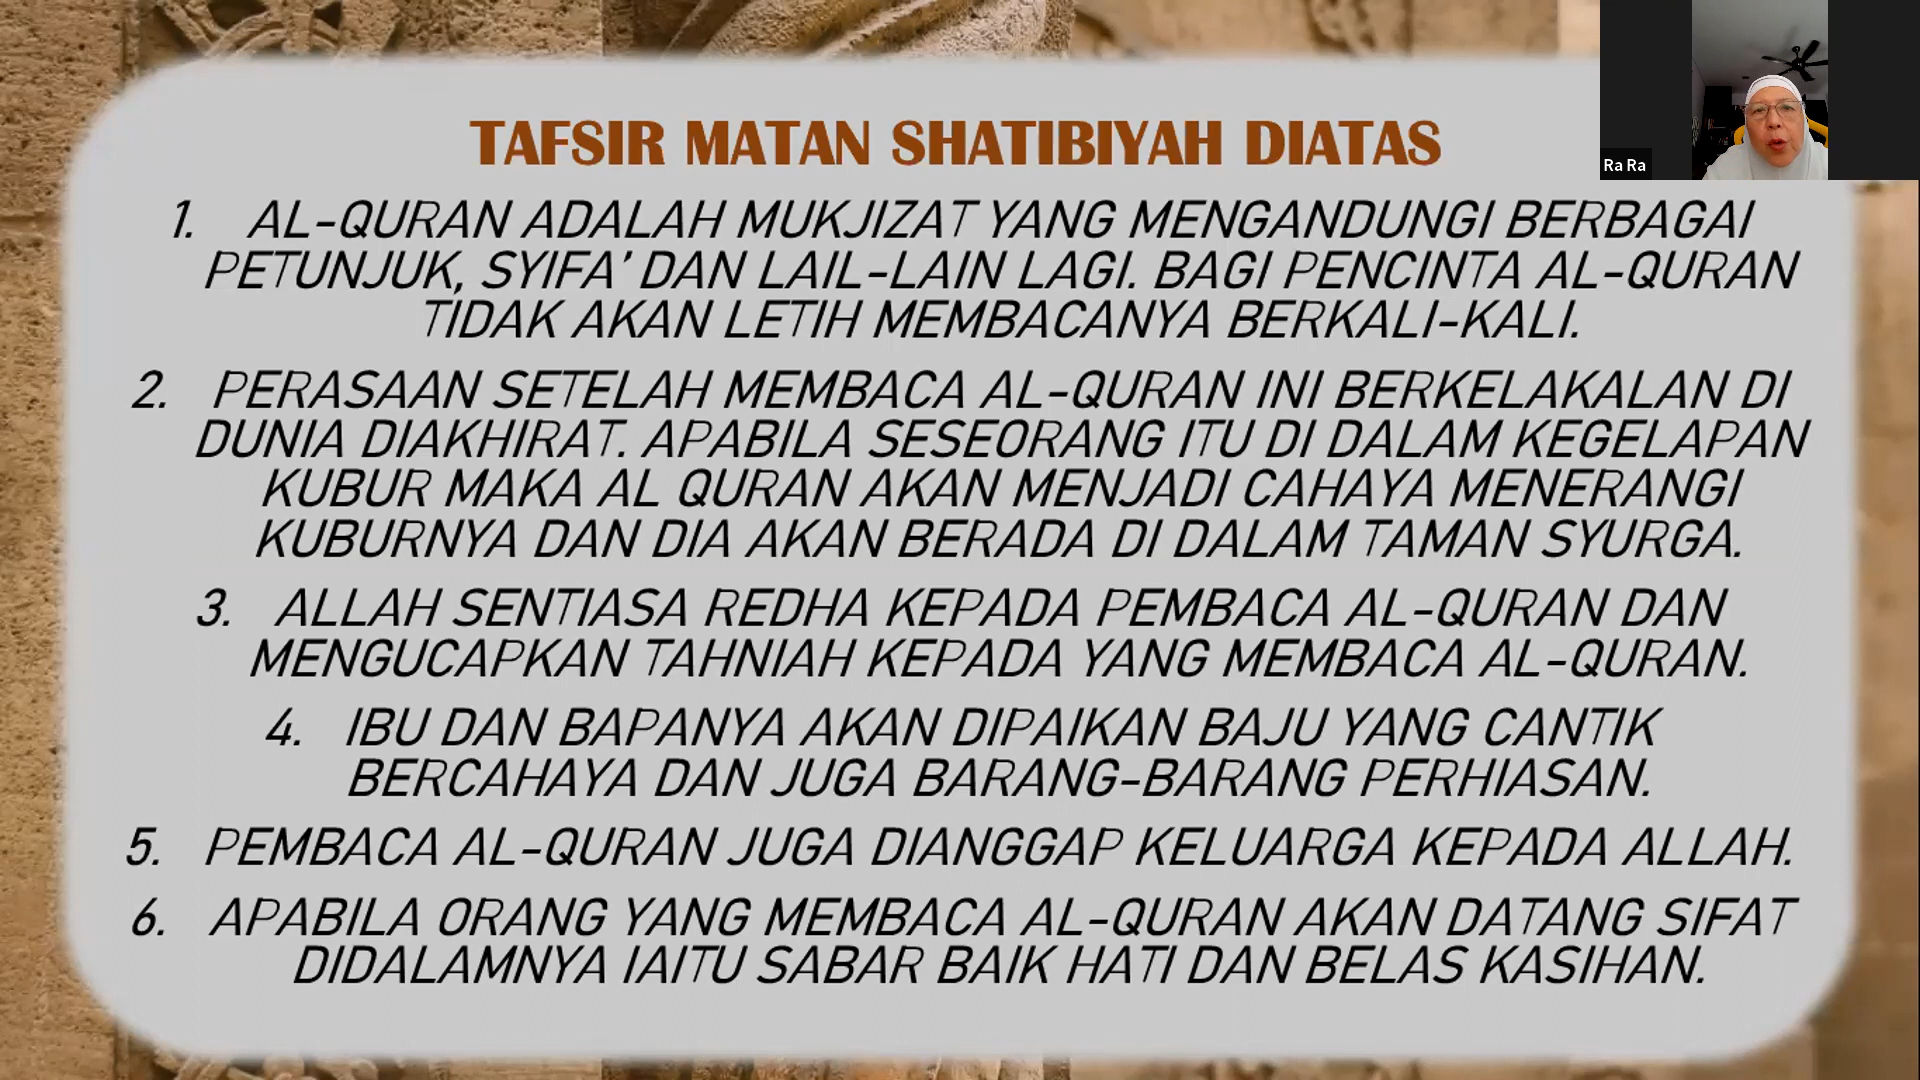 TAFSIR MATAN SHATIBIYAH DIATAS
Ra Ra
1. AL-QURAN ADALAH MUKJIZAT YANG MENGANDUNGI BERBAGAI
PETUNJUK, SYIFA’ DAN LAIL-LAIN LAGI. BAGI PENCINTA AL-QURAN
TIDAK AKAN LETIH MEMBACANYA BERKALI-KALI.
2. PERASAAN SETELAH MEMBACA AL-QURAN INI BERKELAKALAN DI
DUNIA DIAKHIRAT. APABILA SESEORANG ITU DI DALAM KEGELAPAN
KUBUR MAKA AL QURAN AKAN MENJADI CAHAYA MENERANGI
KUBURNYA DAN DIA AKAN BERADA DI DALAM TAMAN SYURGA.
3. ALLAH SENTIASA REDHA KEPADA PEMBACA AL-QURAN DAN
MENGUCAPKAN TAHNIAH KEPADA YANG MEMBACA AL-QURAN.
4. IBU DAN BAPANYA AKAN DIPAIKAN BAJU YANG CANTIK
BERCAHAYA DAN JUGA BARANG-BARANG PERHIASAN.
5. PEMBACA AL-QURAN JUGA DIANGGAP KELUARGA KEPADA ALLAH.
6. APABILA ORANG YANG MEMBACA AL-QURAN AKAN DATANG SIFAT
DIDALAMNYA IAITU SABAR BAIK HATI DAN BELAS KASIHAN.